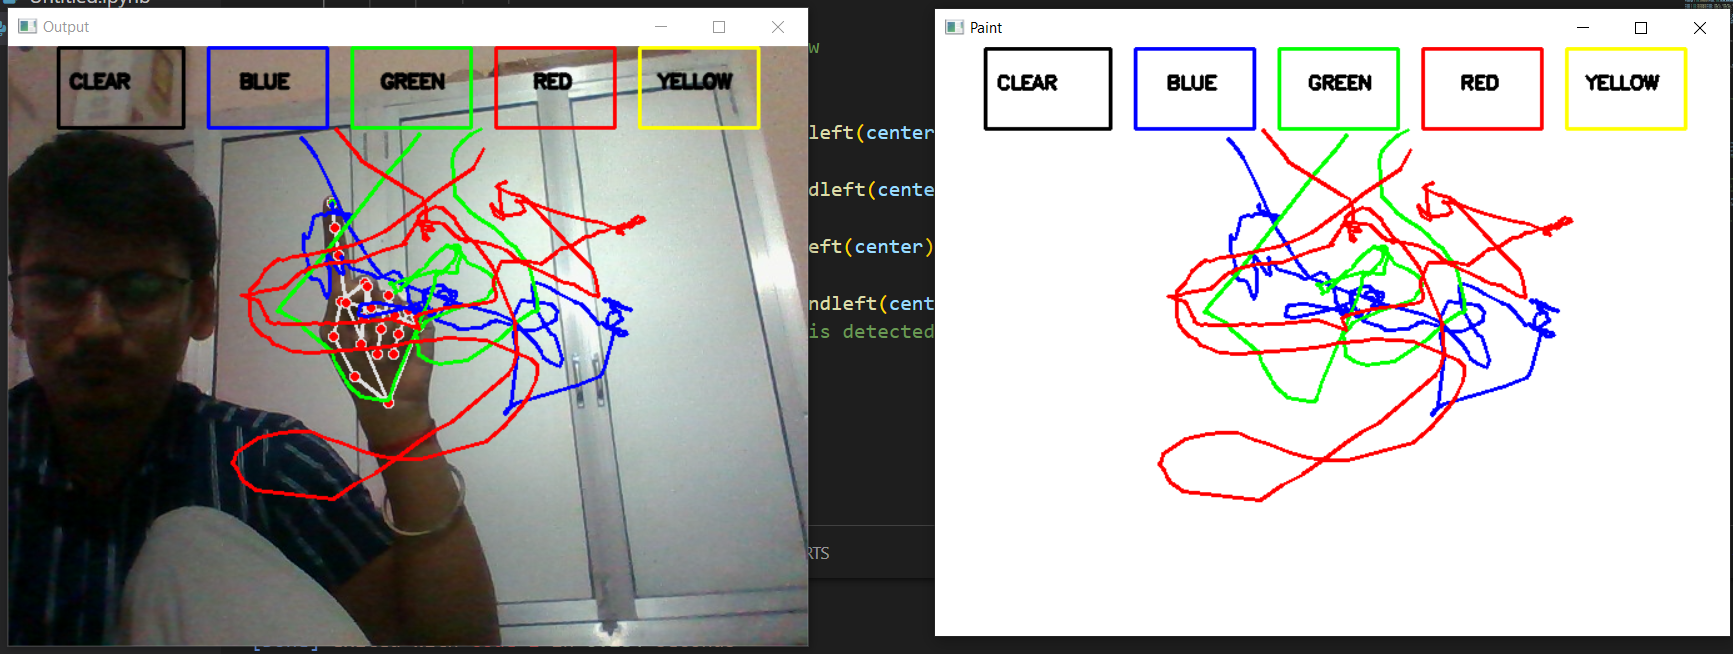 Untitled.ipynb
Output
CLEAR BLUE GREEN RED YELLOW
Paint
CLEAR BLUE GREEN RED YELLOW
w
left(center
dleft(cente
eft(center)
ndleft(cent
is detected
RTS